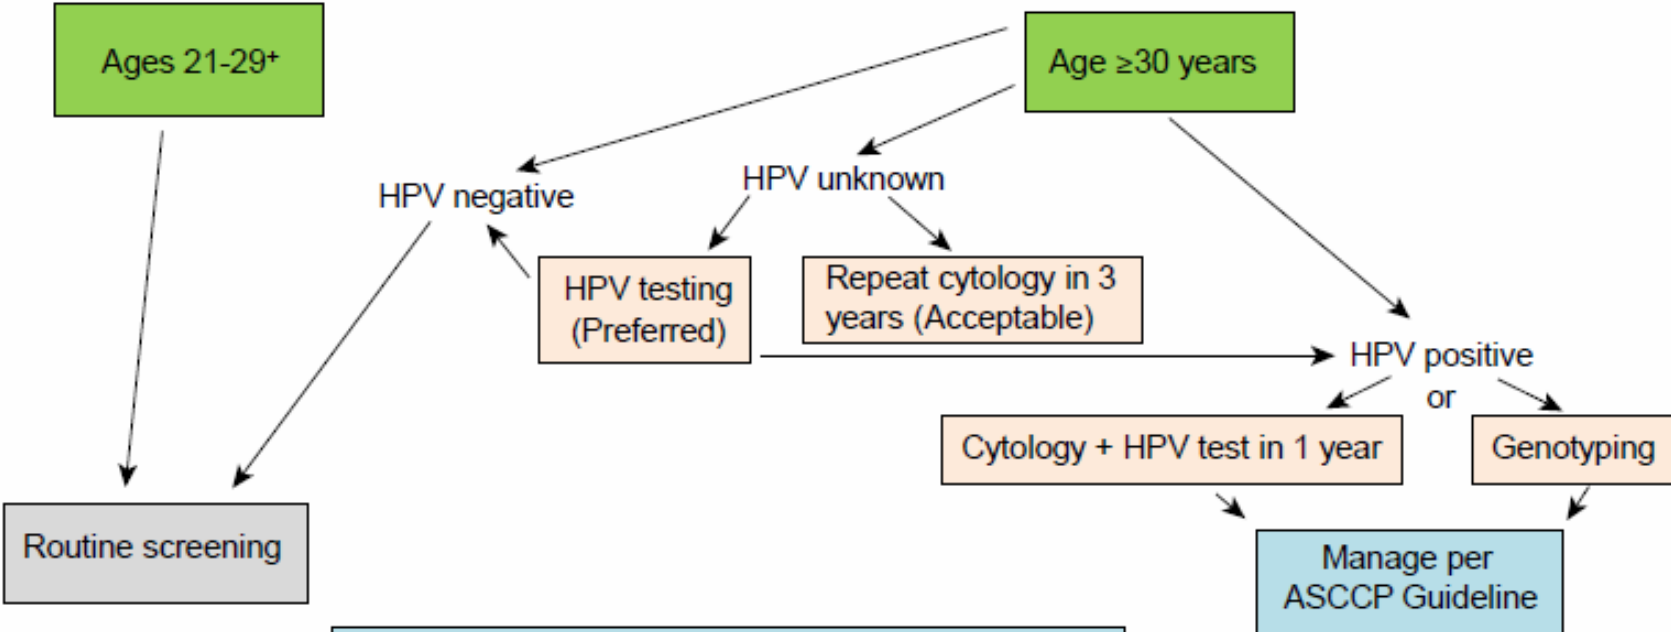 Ages 21-29⁺
Age ≥30 years
HPV negative
HPV unknown
HPV testing
(Preferred)
Repeat cytology in 3
years (Acceptable)
HPV positive
or
Cytology + HPV test in 1 year
Genotyping
Routine screening
Manage per
ASCCP Guideline